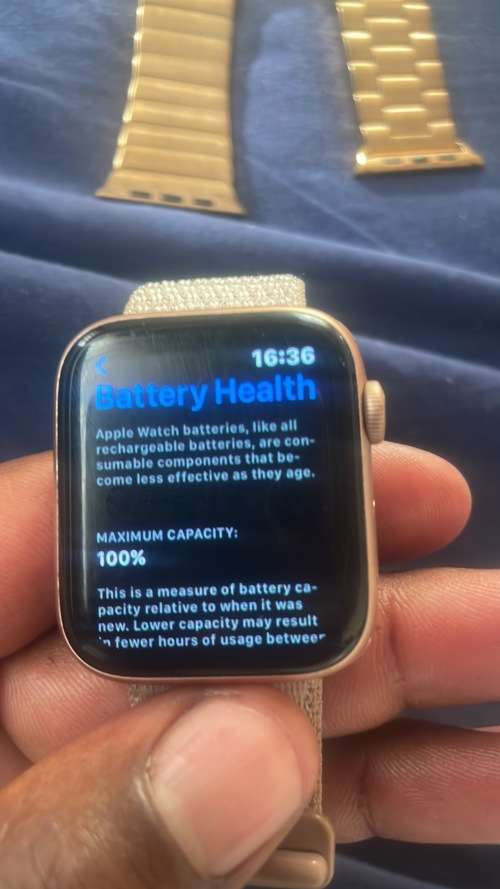 16:36
Battery Health
Apple Watch batteries, like all
rechargeable batteries, are con-
sumable components that be-
come less effective as they age.
MAXIMUM CAPACITY:
100%
This is a measure of battery ca-
pacity relative to when it was
new. Lower capacity may result
in fewer hours of usage between